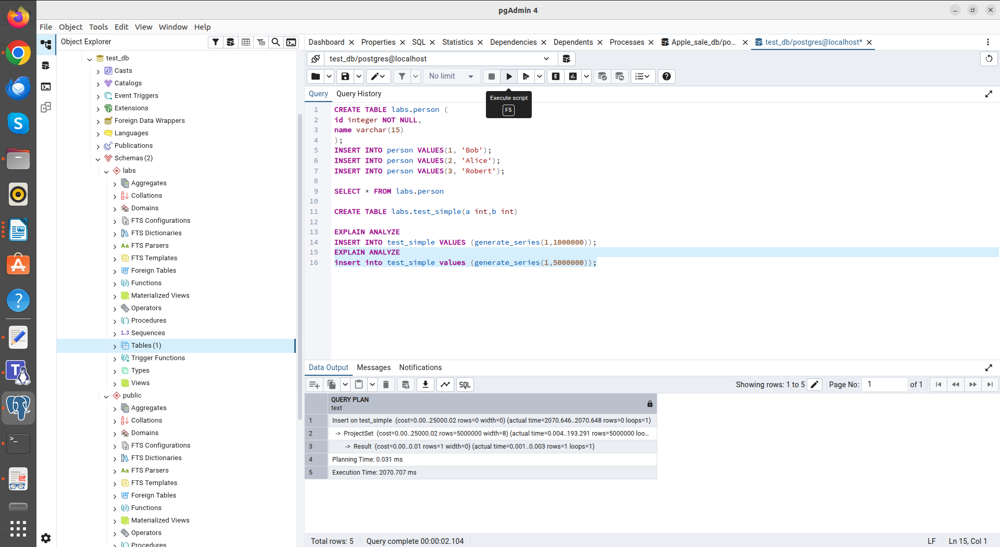 pgAdmin 4
File Object Tools Edit View Window Help
Object Explorer
Dashboard Properties SQL Statistics Dependencies Dependents Processes Apple_sale_db/po... test_db/postgres@localhost*
test_db/postgres@localhost
No limit
Query Query History
Execute script
F5
test_db
Casts
Catalogs
Event Triggers
Extensions
Foreign Data Wrappers
Languages
Publications
Schemas (2)
labs
Aggregates
Collations
Domains
FTS Configurations
FTS Dictionaries
FTS Parsers
FTS Templates
Foreign Tables
Functions
Materialized Views
Operators
Procedures
1..3 Sequences
Tables (1)
Trigger Functions
Types
Views
public
Aggregates
Collations
Domains
FTS Configurations
FTS Dictionaries
FTS Parsers
FTS Templates
Foreign Tables
Functions
Materialized Views
Operators
Procedures
1 CREATE TABLE labs.person (
2 id integer NOT NULL,
3 name varchar(15)
4 );
5 INSERT INTO person VALUES(1, 'Bob');
6 INSERT INTO person VALUES(2, 'Alice');
7 INSERT INTO person VALUES(3, 'Robert');
8
9 SELECT * FROM labs.person
10
11 CREATE TABLE labs.test_simple(a int,b int)
12
13 EXPLAIN ANALYZE
14 INSERT INTO test_simple VALUES (generate_series(1,1000000));
15 EXPLAIN ANALYZE
16 insert into test_simple values (generate_series(1,5000000));
Data Output Messages Notifications
SQL
Showing rows: 1 to 5 Page No: 1 of 1
QUERY PLAN
text
1 Insert on test_simple (cost=0.00..25000.02 rows=0 width=0) (actual time=2070.646..2070.648 rows=0 loops=1)
2 -> ProjectSet (cost=0.00..25000.02 rows=5000000 width=8) (actual time=0.004..193.291 rows=5000000 loo...
3 -> Result (cost=0.00..0.01 rows=1 width=0) (actual time=0.001..0.003 rows=1 loops=1)
4 Planning Time: 0.031 ms
5 Execution Time: 2070.707 ms
Total rows: 5 Query complete 00:00:02.104 LF Ln 15, Col 1